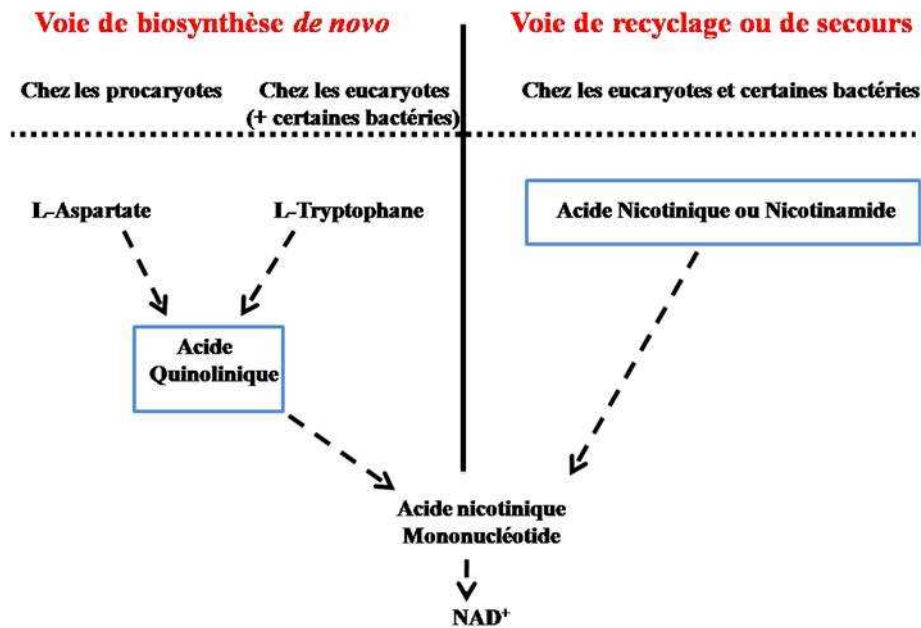 Voie de biosynthèse de novo
Voie de recyclage ou de secours
Chez les procaryotes
Chez les eucaryotes
(+ certaines bactéries)
Chez les eucaryotes et certaines bactéries
L-Aspartate
L-Tryptophane
Acide Nicotinique ou Nicotinamide
Acide
Quinolinique
Acide nicotinique
Mononucléotide
NAD⁺